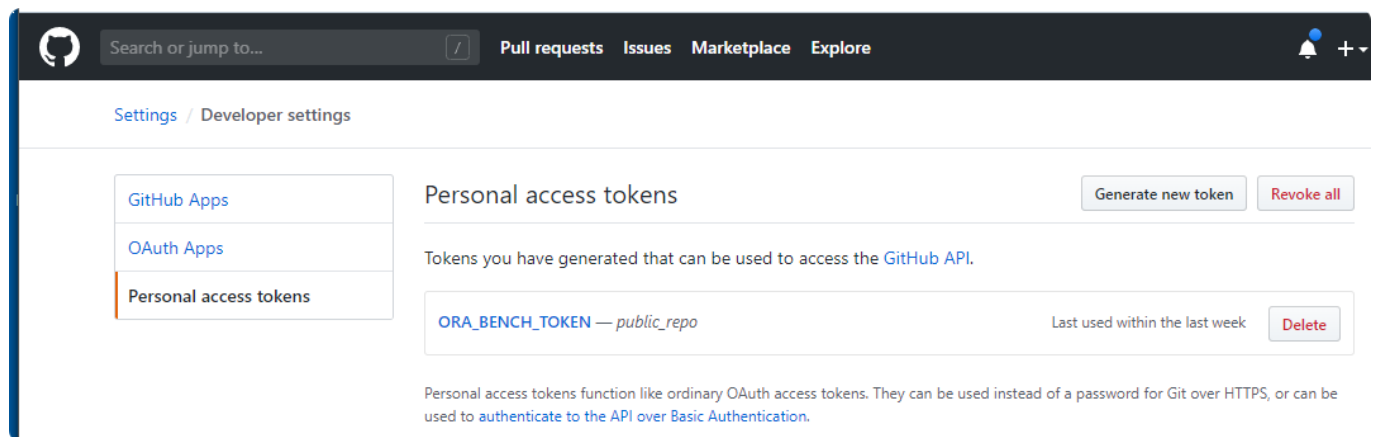 Search or jump to... / Pull requests Issues Marketplace Explore
Settings / Developer settings
GitHub Apps
OAuth Apps
Personal access tokens
Personal access tokens Generate new token Revoke all
Tokens you have generated that can be used to access the GitHub API.
ORA_BENCH_TOKEN — public_repo Last used within the last week Delete
Personal access tokens function like ordinary OAuth access tokens. They can be used instead of a password for Git over HTTPS, or can be
used to authenticate to the API over Basic Authentication.